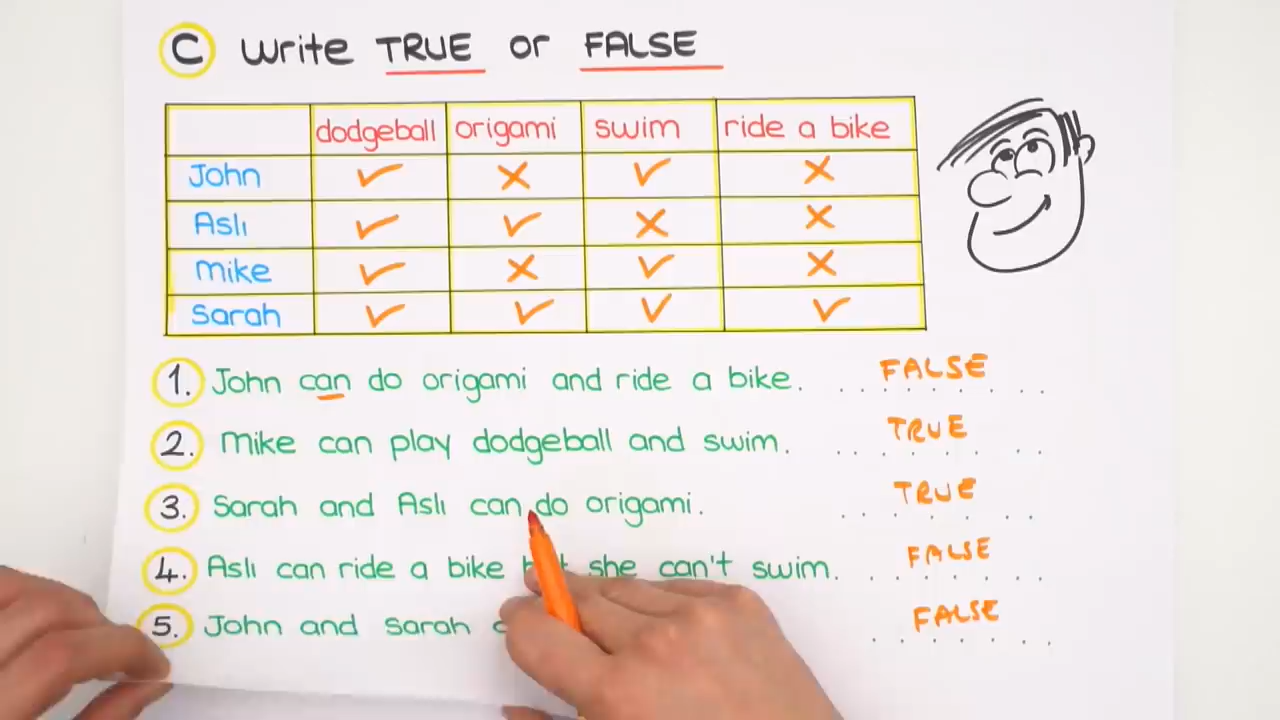 C Write TRUE or FALSE
dodgeball origami swim ride a bike
John ✓ ✗ ✓ ✗
Aslı ✓ ✓ ✗ ✗
Mike ✓ ✗ ✓ ✗
Sarah ✓ ✓ ✓ ✓
1. John can do origami and ride a bike. FALSE
2. Mike can play dodgeball and swim. TRUE
3. Sarah and Aslı can do origami. TRUE
4. Aslı can ride a bike she can't swim. FALSE
5. John and Sarah FALSE